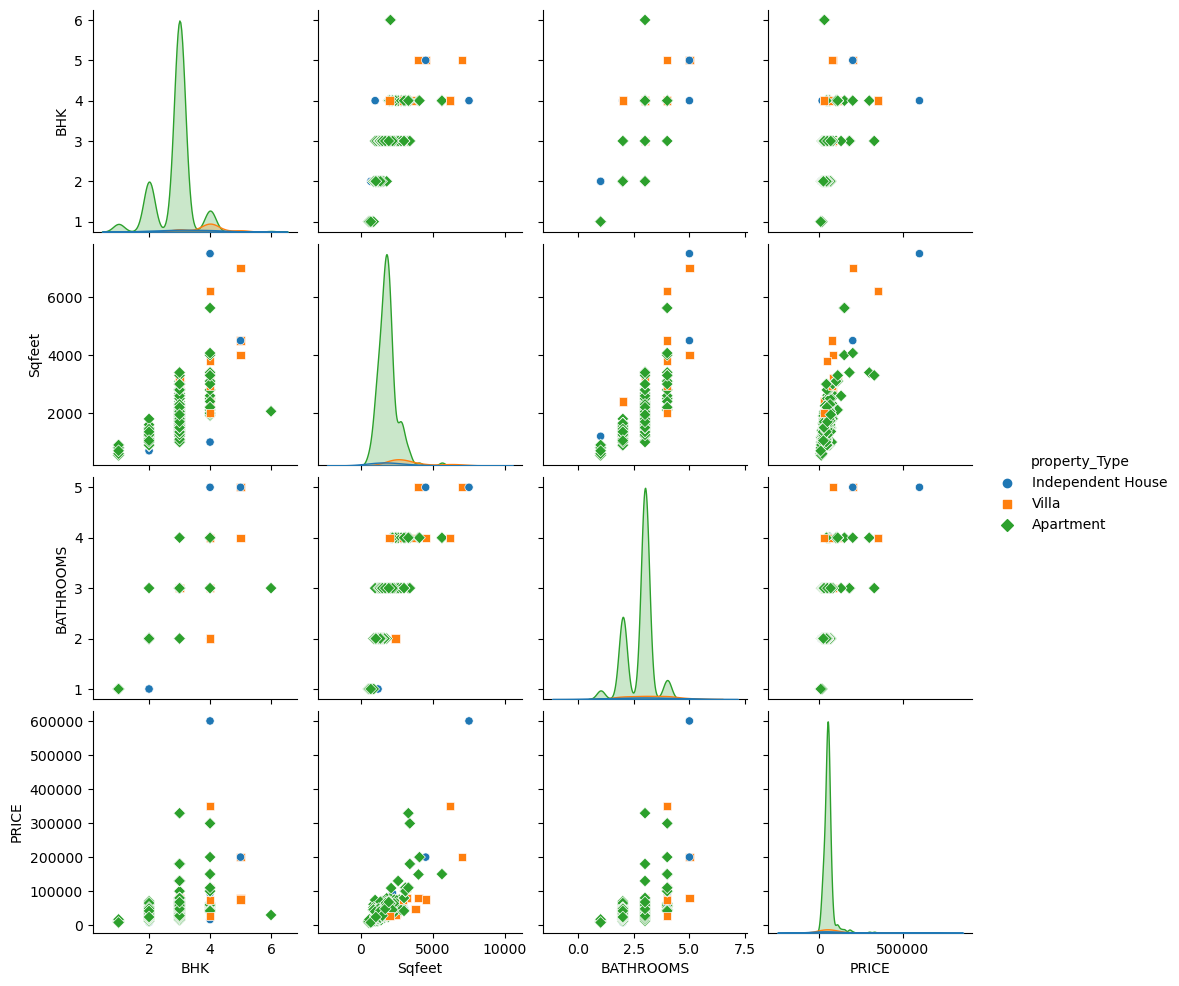 6
5
4
3
2
1
BHK
6000
4000
2000
Sqfeet
property_Type
Independent House
Villa
Apartment
5
4
3
2
1
BATHROOMS
600000
500000
400000
300000
200000
100000
0
PRICE
2 4 6
0 5000 10000
0.0 2.5 5.0 7.5
0 500000
BHK
Sqfeet
BATHROOMS
PRICE